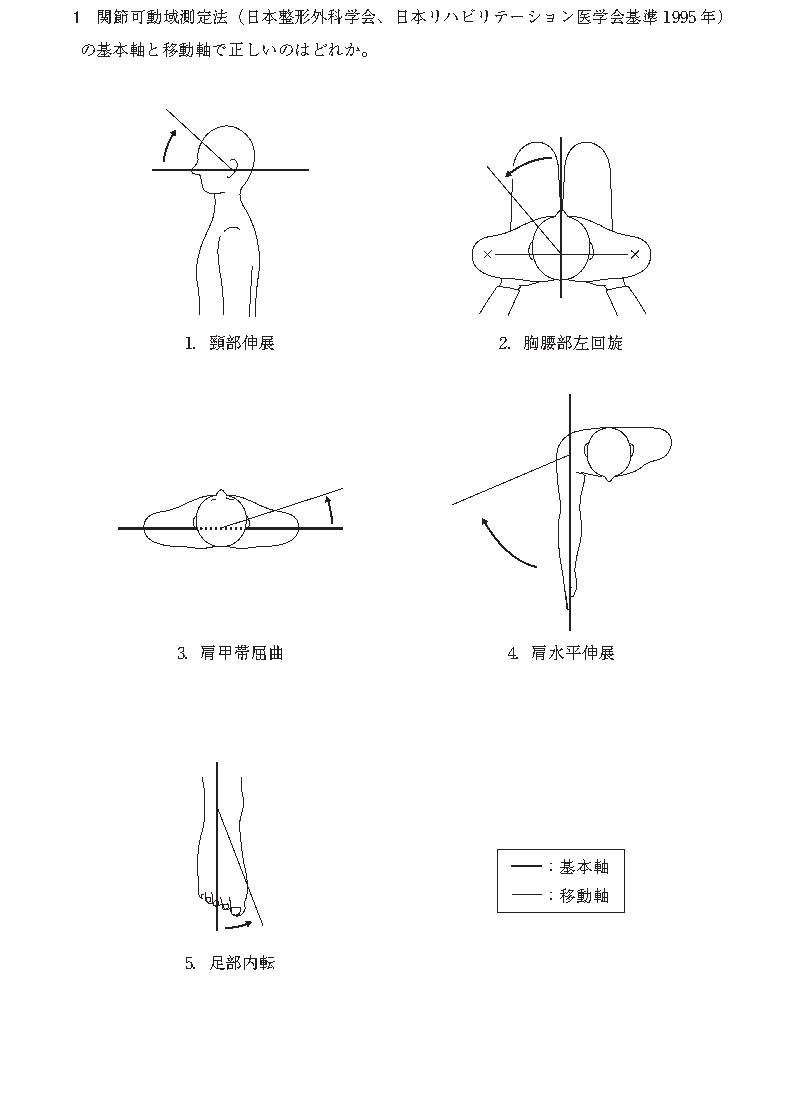 1 関節可動域測定法(日本整形外科学会、日本リハビリテーション医学会基準1995年)
の基本軸と移動軸で正しいのはどれか。
1. 頸部伸展
2. 胸腰部左回旋
3. 肩甲帯屈曲
4. 肩水平伸展
5. 足部内転
:基本軸
:移動軸